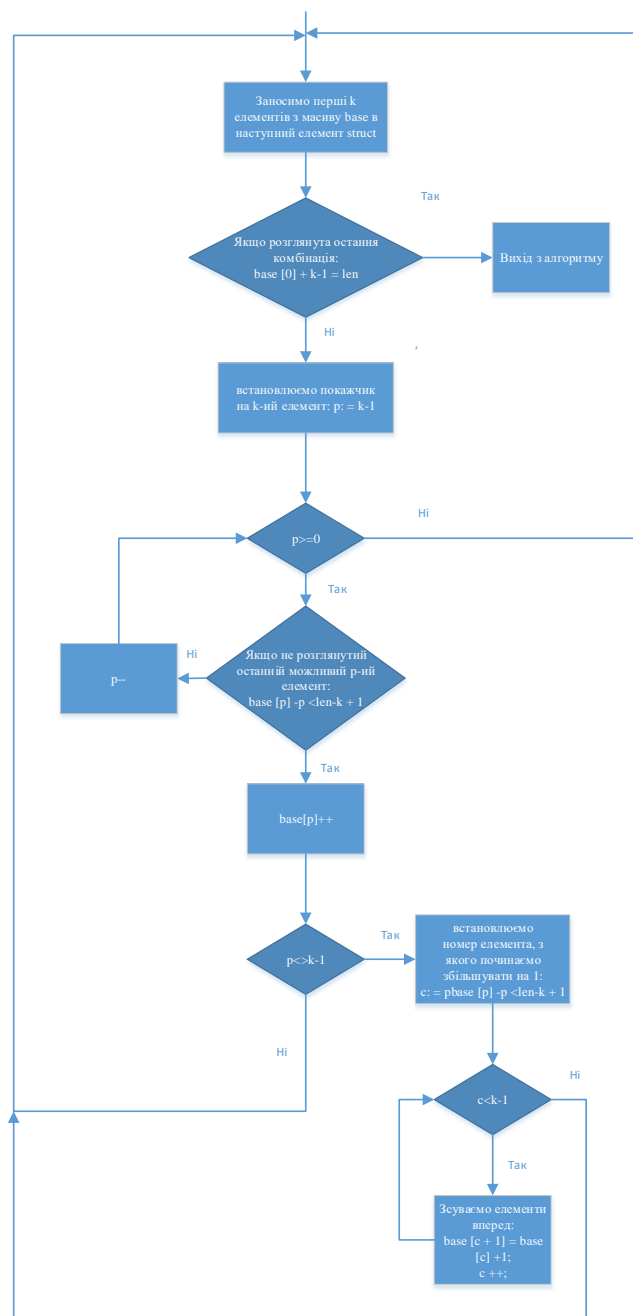 Заносимо перші k
елементів з масиву base в
наступний елемент struct
Так
Якщо розглянута остання
комбінація:
base [0] + k-1 = len
Вихід з алгоритму
Ні
встановлюємо покажчик
на k-ий елемент: p: = k-1
p>=0
Ні
Так
Якщо не розглянутий
останній можливий p-ий
елемент:
base [p] -p <len-k + 1
Ні
p--
Так
base[p]++
p<>k-1
Так
встановлюємо
номер елемента, з
якого починаємо
збільшувати на 1:
c: = pbase [p] -p <len-k + 1
Ні
c<k-1
Ні
Так
Зсуваємо елементи
вперед:
base [c + 1] = base
[c] +1;
c ++;